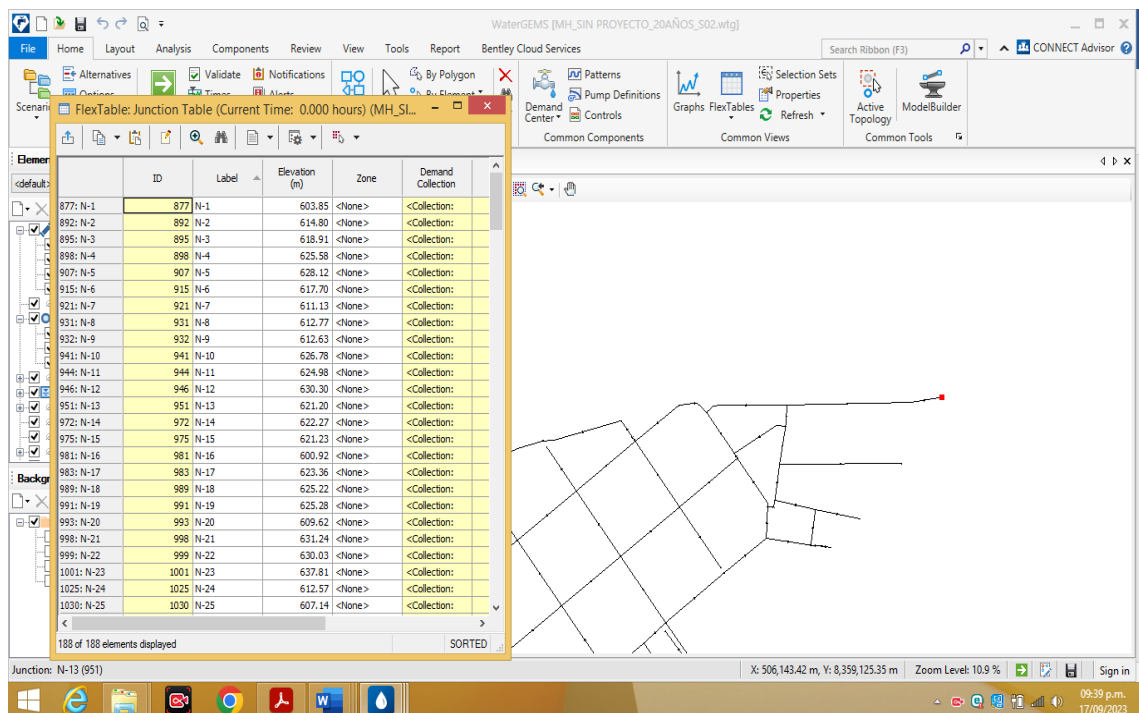 WaterGEMS [MH_SIN PROYECTO_20AÑOS_S02.wtg]
File Home Layout Analysis Components Review View Tools Report Bentley Cloud Services Search Ribbon (F3) CONNECT Advisor
Alternatives Validate Notifications By Polygon Patterns Selection Sets
Options Times Alerts By Element Pump Definitions Properties
Scenari Demand Center Controls Graphs FlexTables Refresh Active Topology ModelBuilder
Common Components Common Views Common Tools
FlexTable: Junction Table (Current Time: 0.000 hours) (MH_SI...
Elemen
<default>
Backgr
ID Label Elevation (m) Zone Demand Collection
877: N-1 877 N-1 603.85 <None> <Collection:
892: N-2 892 N-2 614.80 <None> <Collection:
895: N-3 895 N-3 618.91 <None> <Collection:
898: N-4 898 N-4 625.58 <None> <Collection:
907: N-5 907 N-5 628.12 <None> <Collection:
915: N-6 915 N-6 617.70 <None> <Collection:
921: N-7 921 N-7 611.13 <None> <Collection:
931: N-8 931 N-8 612.77 <None> <Collection:
932: N-9 932 N-9 612.63 <None> <Collection:
941: N-10 941 N-10 626.78 <None> <Collection:
944: N-11 944 N-11 624.98 <None> <Collection:
946: N-12 946 N-12 630.30 <None> <Collection:
951: N-13 951 N-13 621.20 <None> <Collection:
972: N-14 972 N-14 622.27 <None> <Collection:
975: N-15 975 N-15 621.23 <None> <Collection:
981: N-16 981 N-16 600.92 <None> <Collection:
983: N-17 983 N-17 623.36 <None> <Collection:
989: N-18 989 N-18 625.22 <None> <Collection:
991: N-19 991 N-19 625.28 <None> <Collection:
993: N-20 993 N-20 609.62 <None> <Collection:
998: N-21 998 N-21 631.24 <None> <Collection:
999: N-22 999 N-22 630.03 <None> <Collection:
1001: N-23 1001 N-23 637.81 <None> <Collection:
1025: N-24 1025 N-24 612.57 <None> <Collection:
1030: N-25 1030 N-25 607.14 <None> <Collection:
188 of 188 elements displayed SORTED
Junction: N-13 (951) X: 506,143.42 m, Y: 8,359,125.35 m Zoom Level: 10.9 % Sign in
09:39 p.m.
17/09/2023